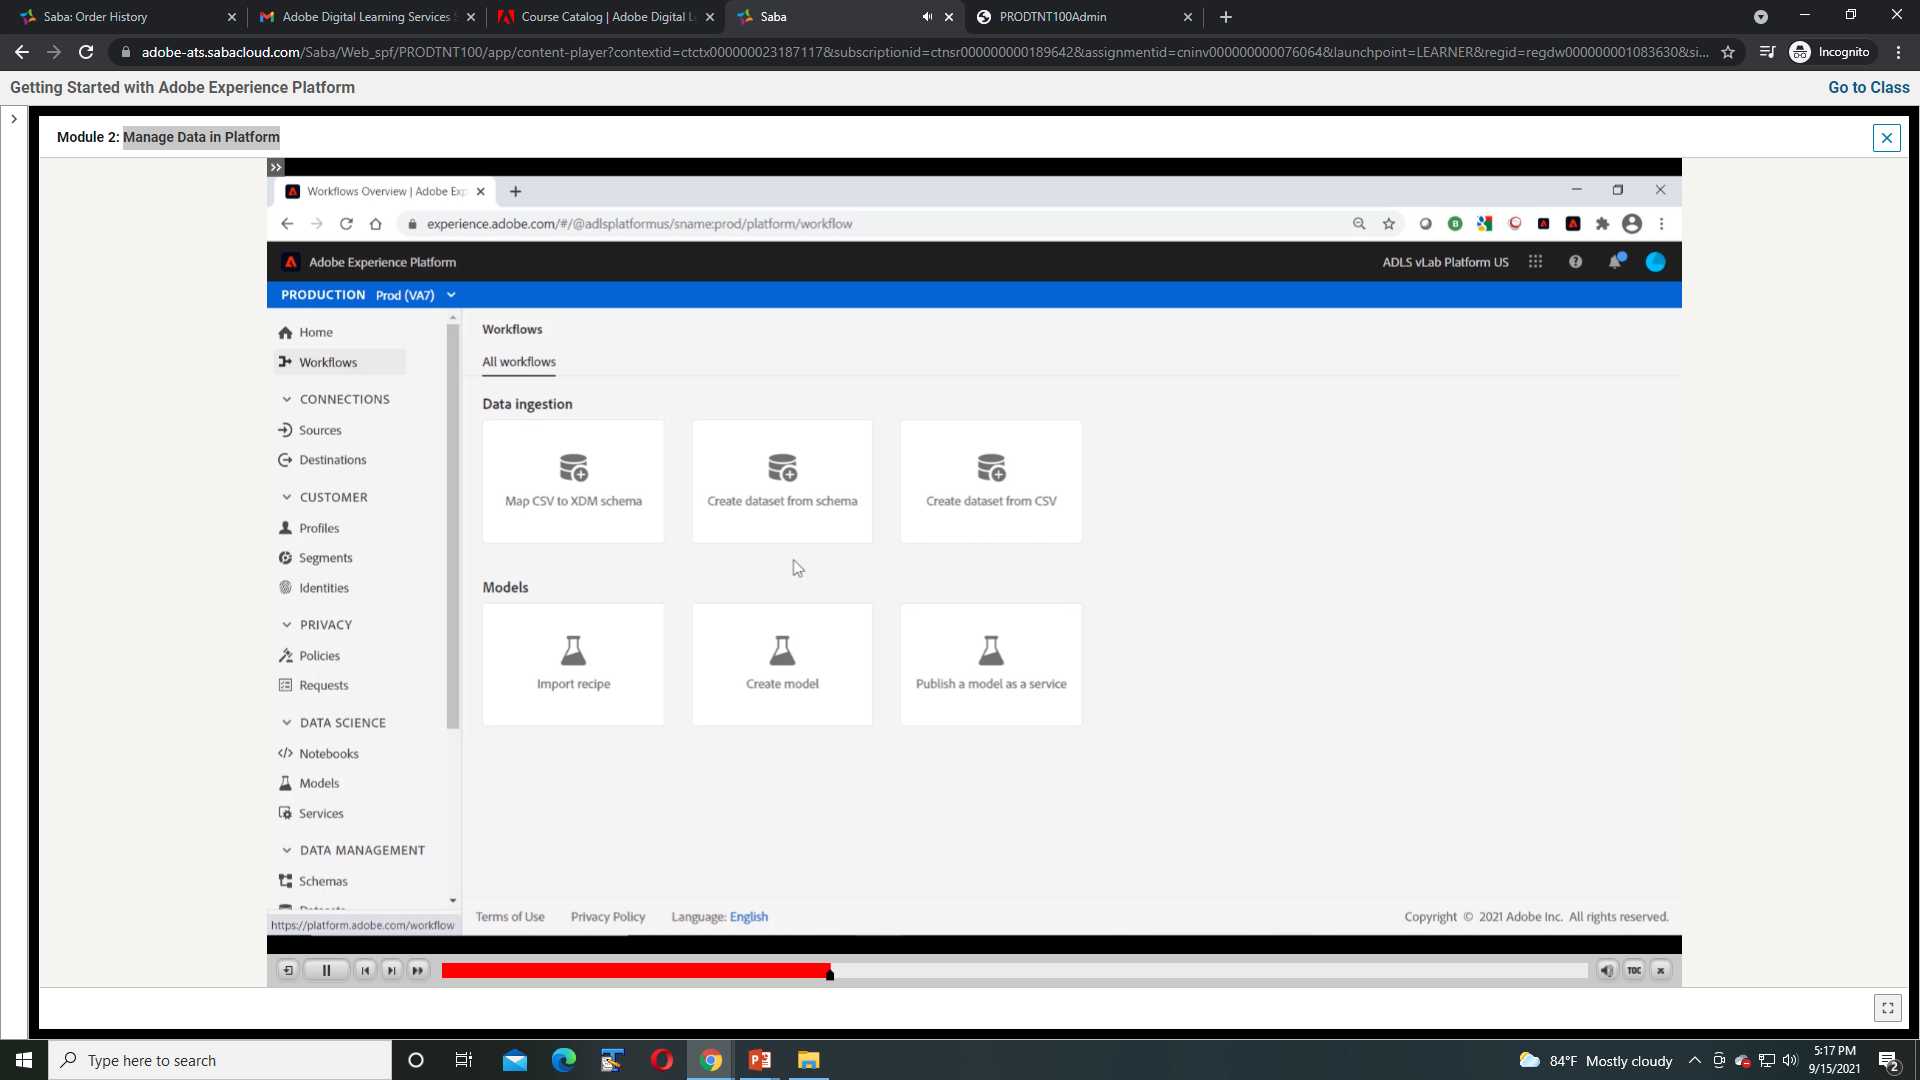 Saba: Order History
Adobe Digital Learning Services S
Course Catalog | Adobe Digital L
Saba
PRODTNT100Admin
adobe-ats.sabacloud.com/Saba/Web_spf/PRODTNT100/app/content-player?contextid=ctctx000000023187117&subscriptionid=ctnsr000000000189642&assignmentid=cninv000000000076064&launchpoint=LEARNER&regid=regdw000000001083630&si...
Incognito
Getting Started with Adobe Experience Platform
Go to Class
Module 2: Manage Data in Platform
Workflows Overview | Adobe Exp
experience.adobe.com/#/@adlsplatformus/sname:prod/platform/workflow
Adobe Experience Platform
ADLS vLab Platform US
PRODUCTION Prod (VA7)
Home
Workflows
CONNECTIONS
Sources
Destinations
CUSTOMER
Profiles
Segments
Identities
PRIVACY
Policies
Requests
DATA SCIENCE
Notebooks
Models
Services
DATA MANAGEMENT
Schemas
https://platform.adobe.com/workflow
Workflows
All workflows
Data ingestion
Map CSV to XDM schema
Create dataset from schema
Create dataset from CSV
Models
Import recipe
Create model
Publish a model as a service
Terms of Use
Privacy Policy
Language: English
Copyright © 2021 Adobe Inc. All rights reserved.
TOC
Type here to search
84°F Mostly cloudy
5:17 PM
9/15/2021
2